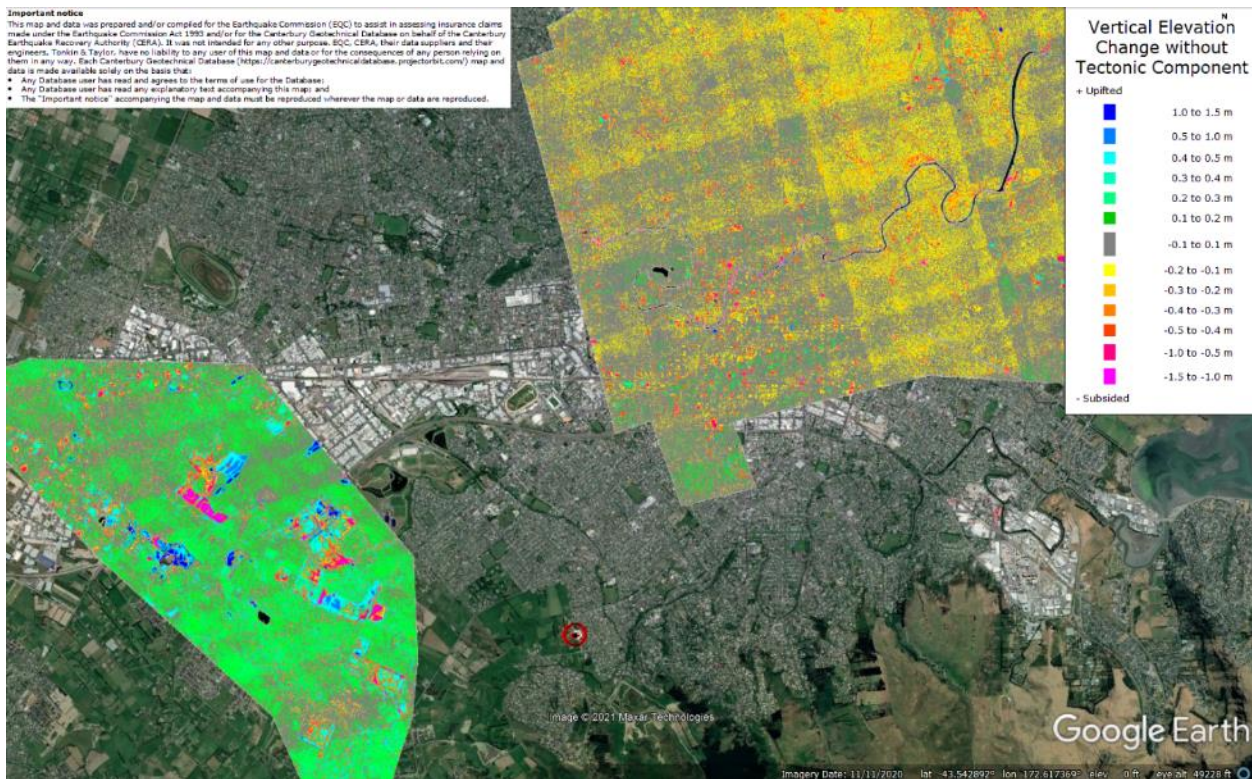 Important notice
This map and data was prepared and/or compiled for the Earthquake Commission (EQC) to assist in assessing insurance claims
made under the Earthquake Commission Act 1993 and/or for the Canterbury Geotechnical Database on behalf of the Canterbury
Earthquake Recovery Authority (CERA). It was not intended for any other purpose. EQC, CERA, their data suppliers and their
engineers, Tonkin & Taylor, have no liability to any user of this map and data or for the consequences of any person relying on
them in any way. Each Canterbury Geotechnical Database (https://canterburygeotechnicaldatabase.projectorbit.com/) map and
data is made available solely on the basis that:
• Any Database user has read and agrees to the terms of use for the Database;
• Any Database user has read any explanatory text accompanying this map; and
• The "Important notice" accompanying the map and data must be reproduced wherever the map or data are reproduced.
N
Vertical Elevation
Change without
Tectonic Component
+ Uplifted
1.0 to 1.5 m
0.5 to 1.0 m
0.4 to 0.5 m
0.3 to 0.4 m
0.2 to 0.3 m
0.1 to 0.2 m
-0.1 to 0.1 m
-0.2 to -0.1 m
-0.3 to -0.2 m
-0.4 to -0.3 m
-0.5 to -0.4 m
-1.0 to -0.5 m
-1.5 to -1.0 m
- Subsided
Image © 2021 Maxar Technologies
Google Earth
Imagery Date: 11/11/2020 lat -43.542892° lon 172.617369° elev 0 ft eye alt 49228 ft